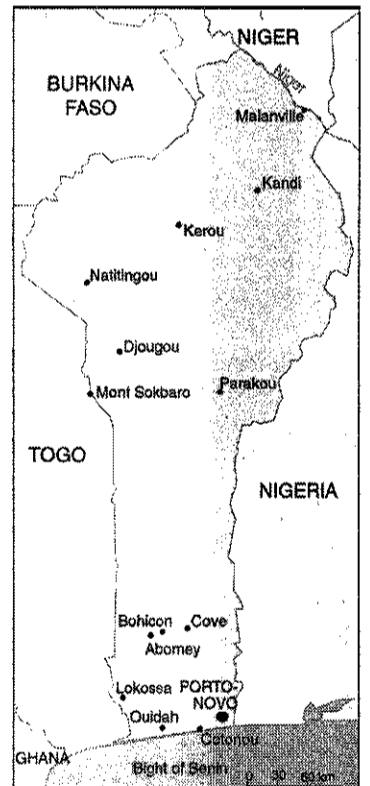 NIGER
Niger
BURKINA
FASO
Malanville
Kandi
Kerou
Natitingou
Djougou
Parakou
Mont Sokbaro
TOGO
NIGERIA
Bohicon
Cove
Abomey
Lokossa
PORTO-
NOVO
Ouidah
Cotonou
GHANA
Bight of Benin
0 30 60 km